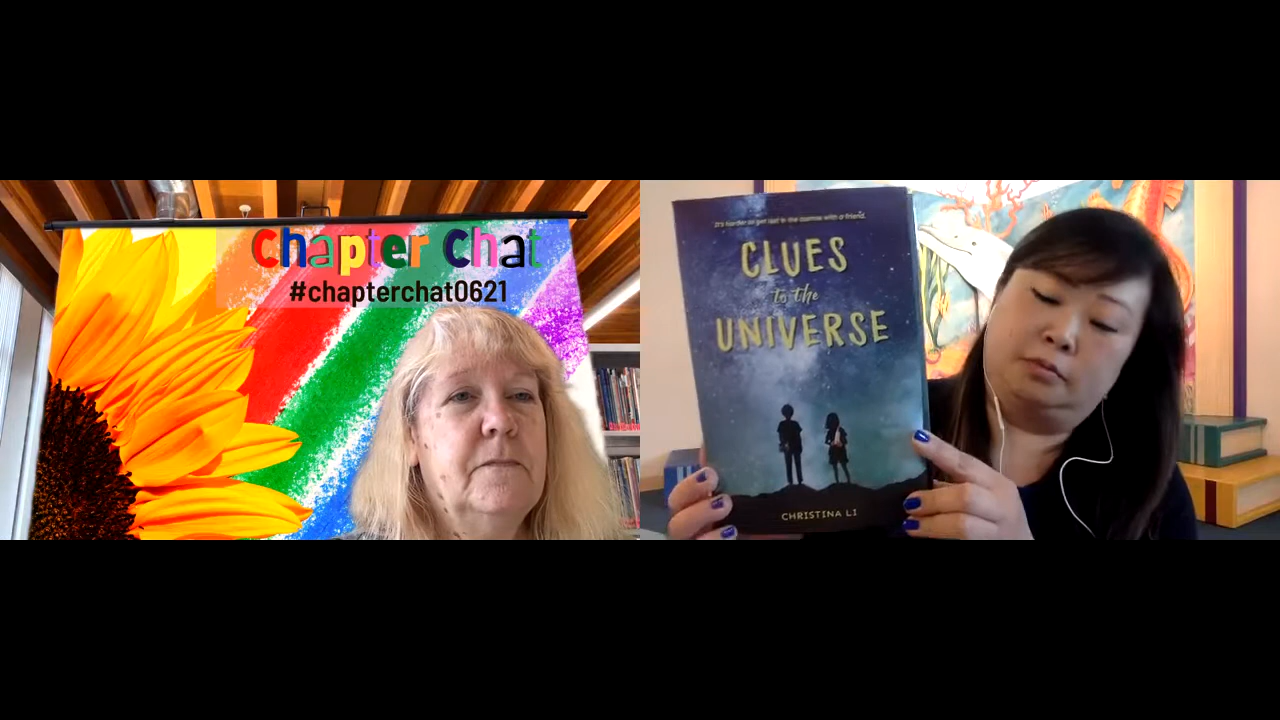 Chapter Chat
#chapterchat0621
It's harder to get lost in the cosmos with a friend.
CLUES
to the
UNIVERSE
CHRISTINA LI